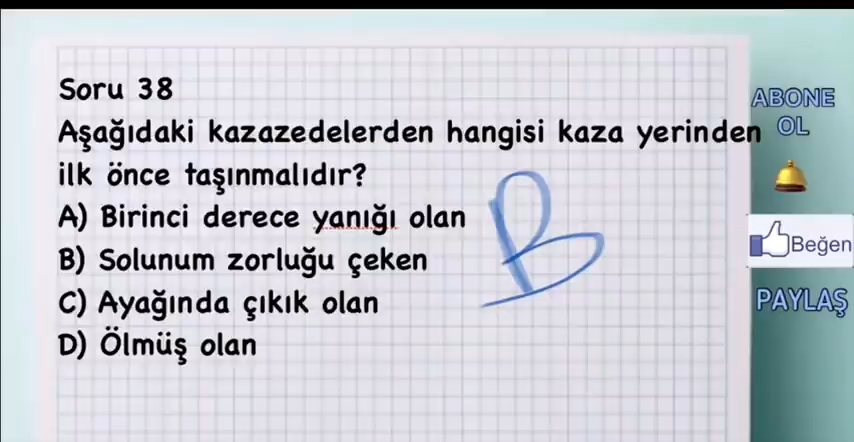 Soru 38
Aşağıdaki kazazedelerden hangisi kaza yerinden
ilk önce taşınmalıdır?
A) Birinci derece yanığı olan
B) Solunum zorluğu çeken
C) Ayağında çıkık olan
D) Ölmüş olan
B
ABONE
OL
Beğen
PAYLAŞ